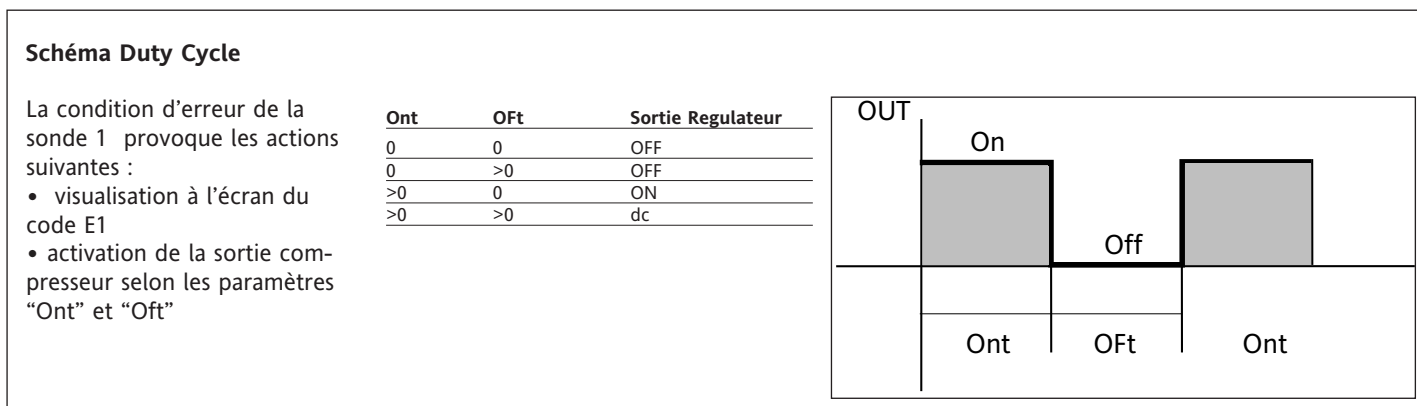 Schéma Duty Cycle
La condition d'erreur de la
sonde 1 provoque les actions
suivantes :
• visualisation à l'écran du
code E1
• activation de la sortie com-
presseur selon les paramètres
“Ont” et “Oft”
Ont OFt Sortie Regulateur
0 0 OFF
0 >0 OFF
>0 0 ON
>0 >0 dc
OUT
On
Off
Ont OFt Ont